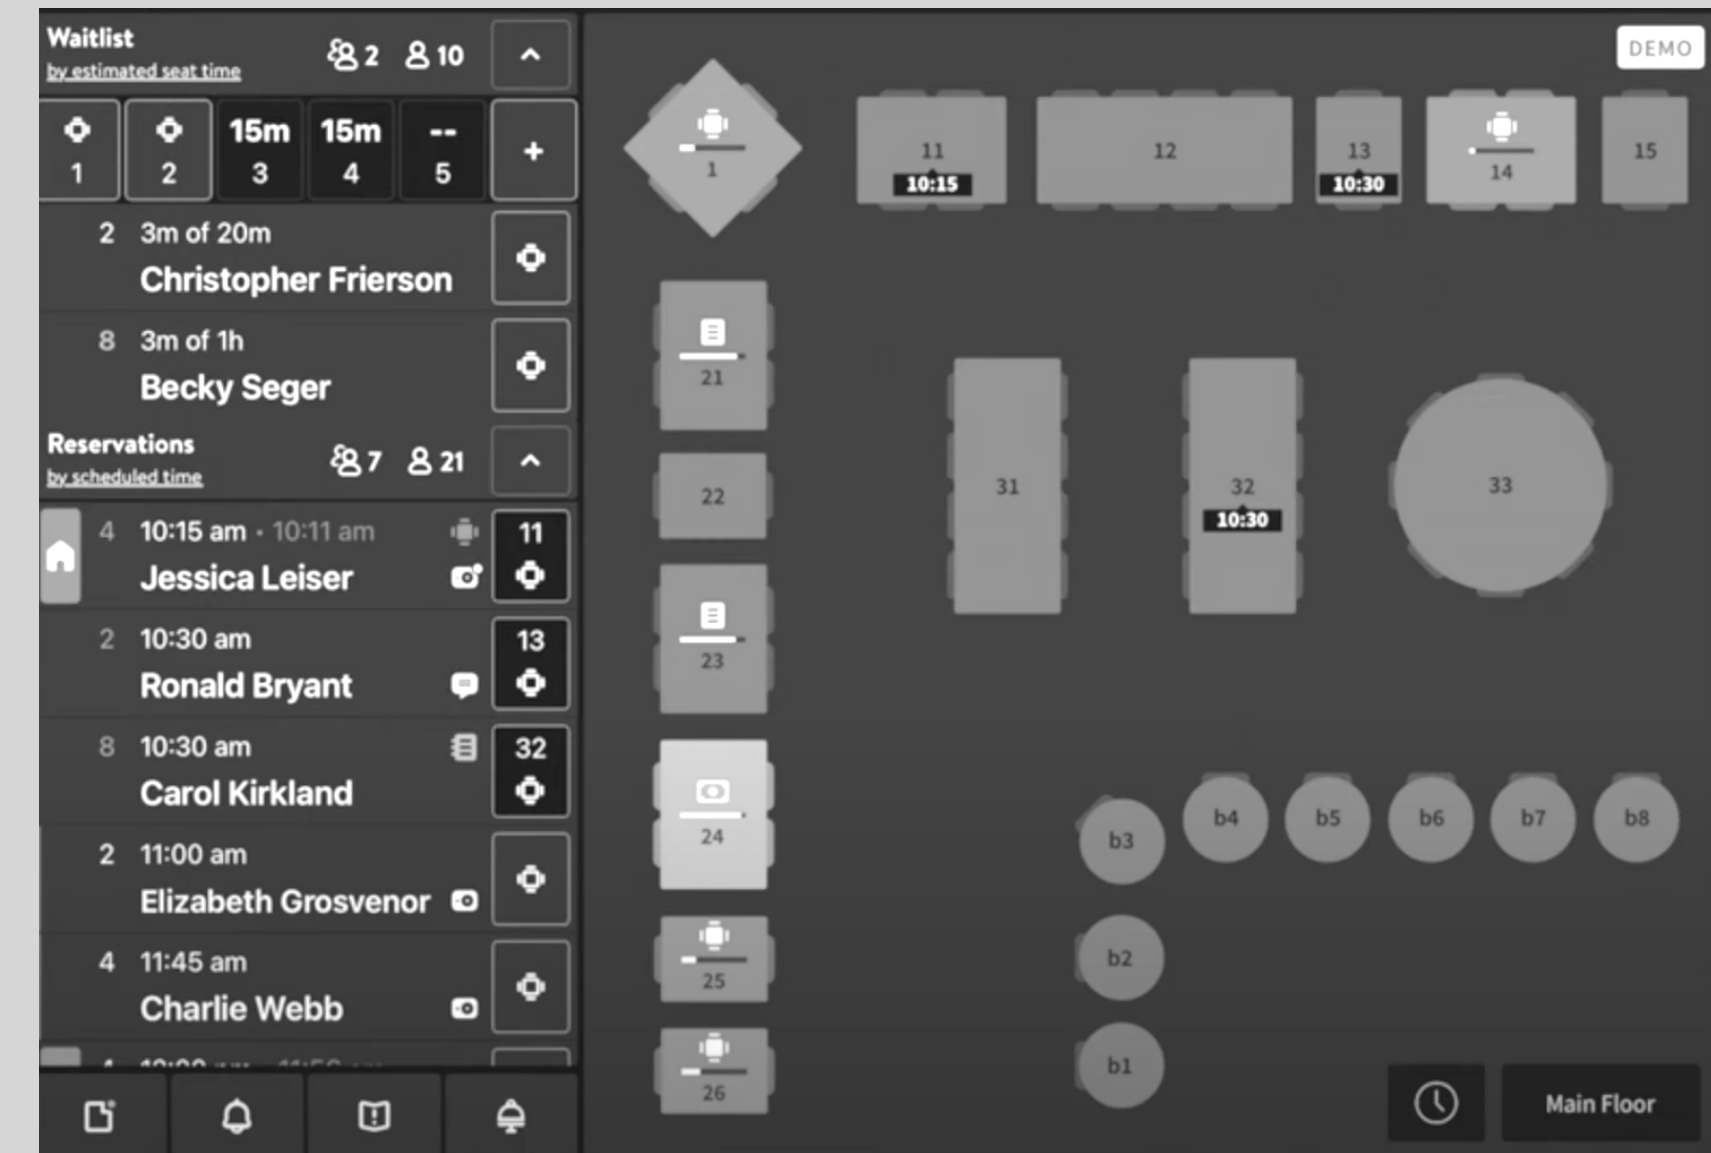 Waitlist
by estimated seat time
2
10
DEMO
15m
15m
--
1
2
3
4
5
+
2
3m of 20m
Christopher Frierson
8
3m of 1h
Becky Seger
Reservations
by scheduled time
7
21
4
10:15 am • 10:11 am
11
Jessica Leiser
2
10:30 am
13
Ronald Bryant
8
10:30 am
32
Carol Kirkland
2
11:00 am
Elizabeth Grosvenor
4
11:45 am
Charlie Webb
1
11
10:15
12
13
10:30
14
15
21
22
23
24
25
26
31
32
10:30
33
b3
b4
b5
b6
b7
b8
b2
b1
Main Floor